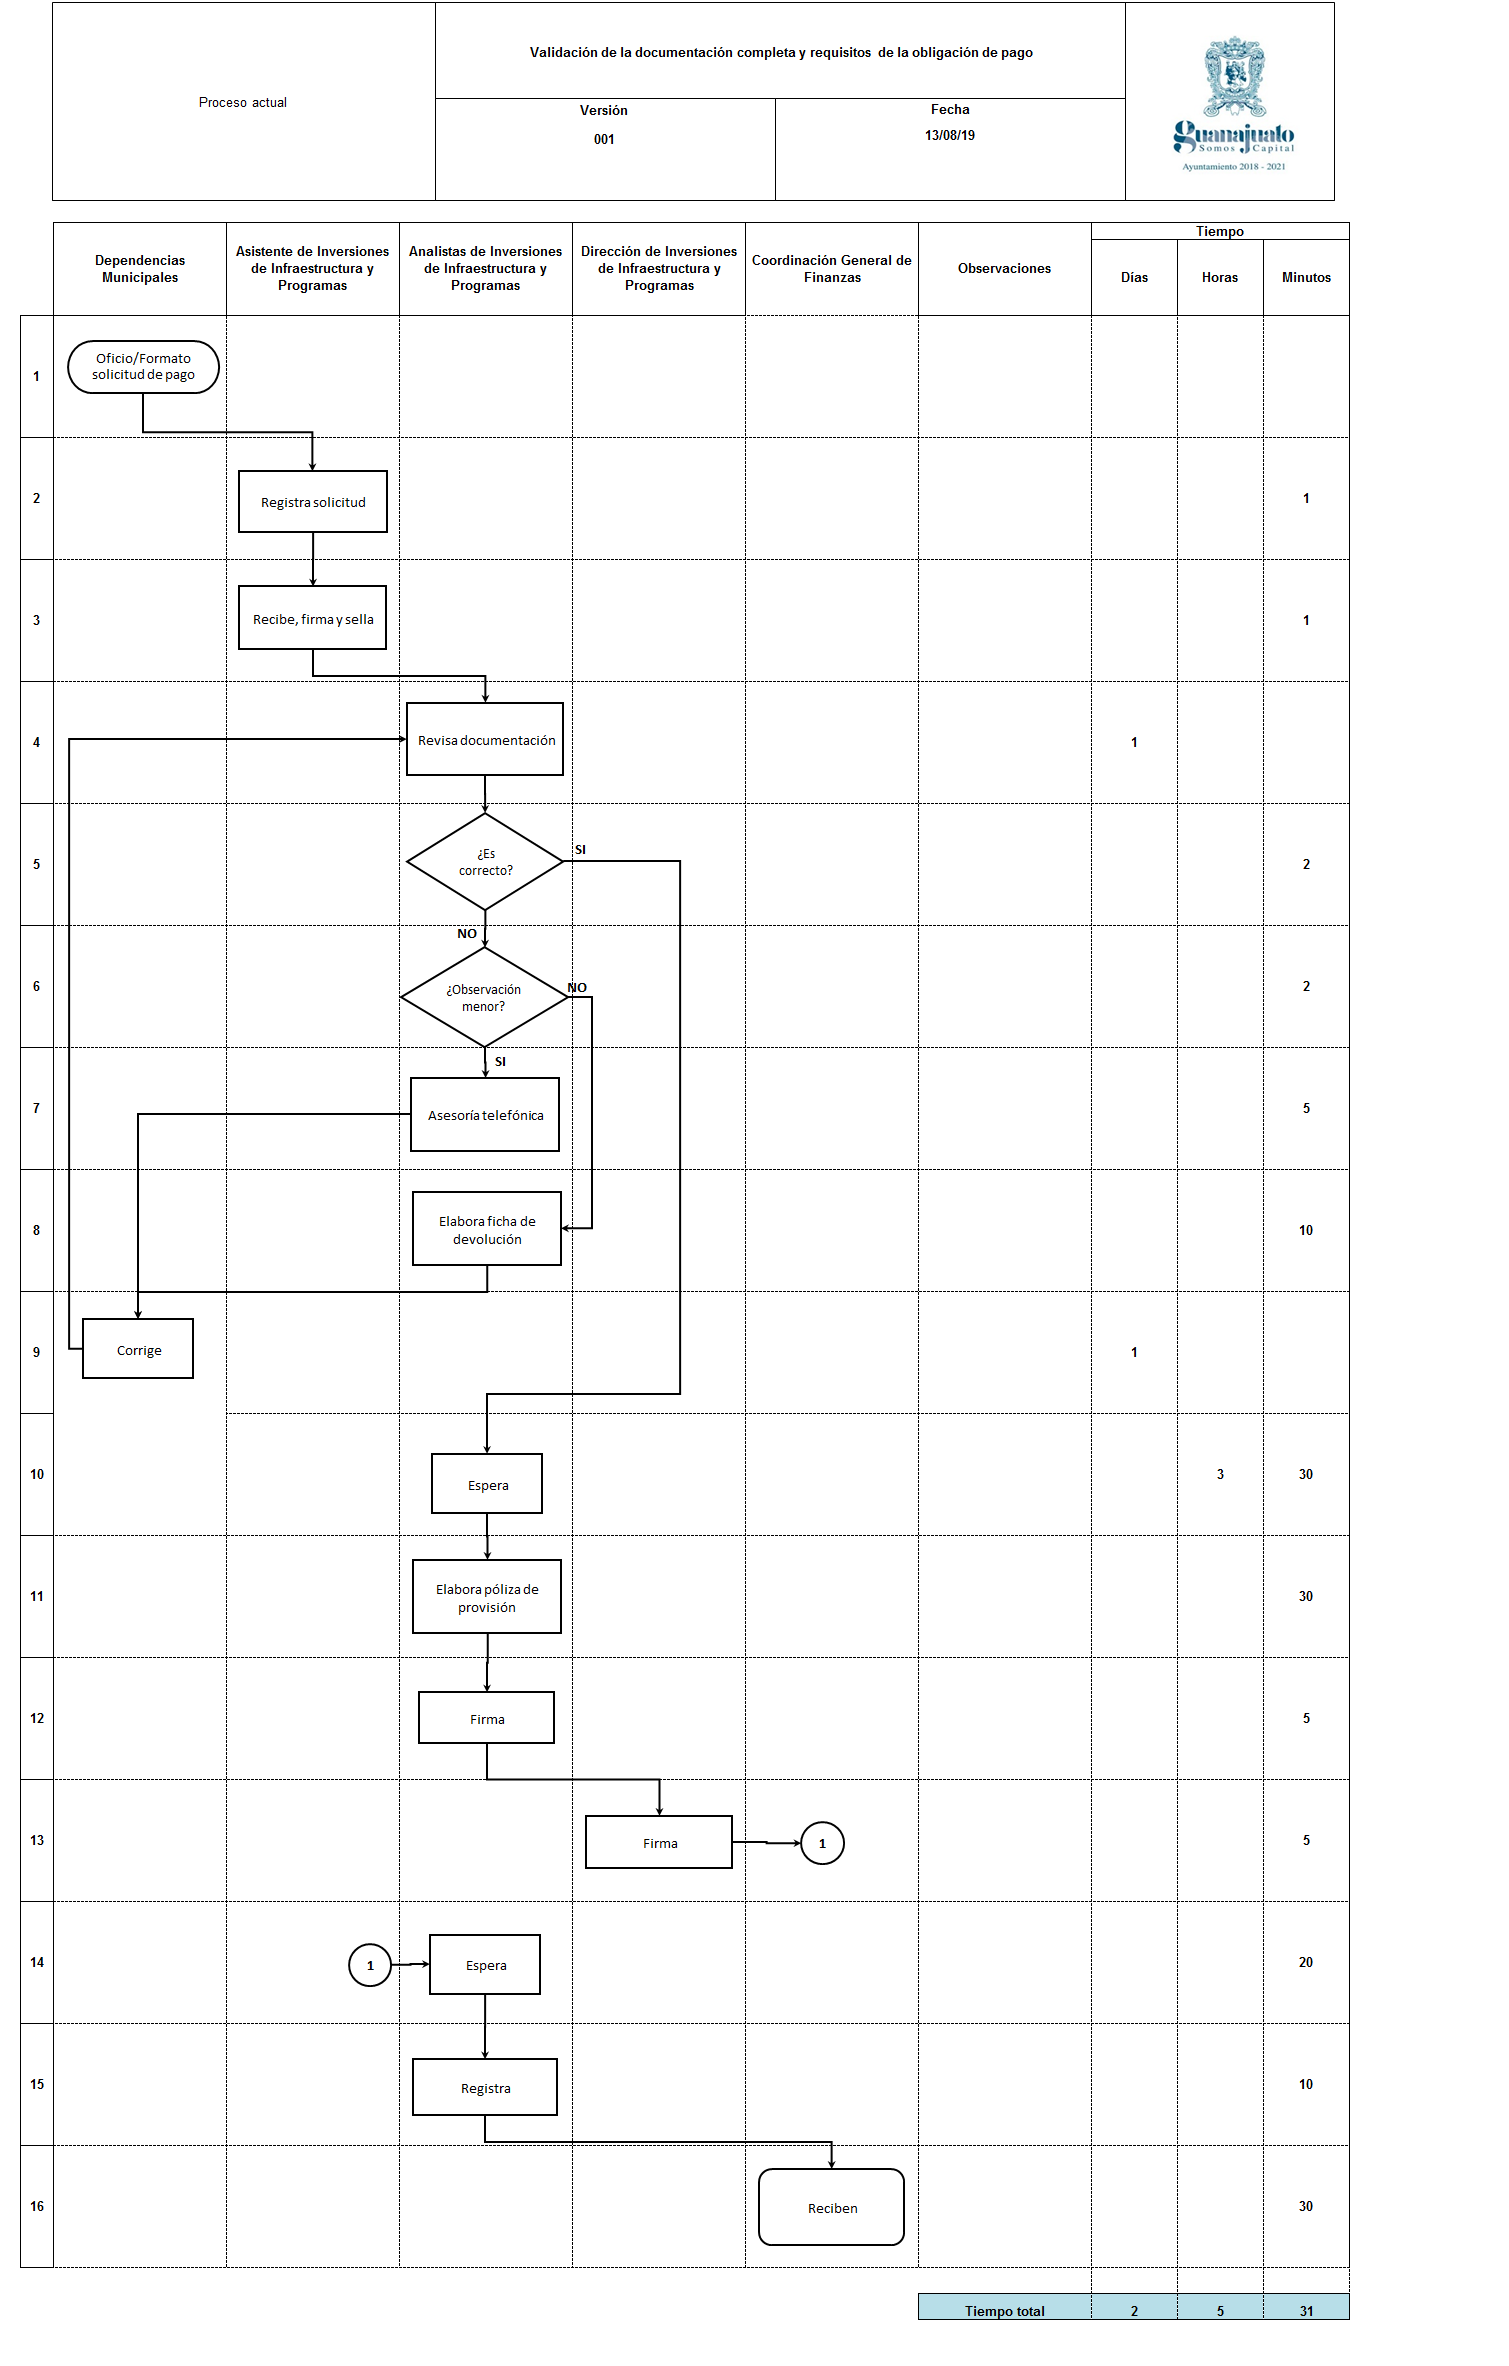 Proceso actual
Validación de la documentación completa y requisitos de la obligación de pago
Versión
001
Fecha
13/08/19
Guanajuato
Somos Capital
Ayuntamiento 2018 - 2021
Dependencias
Municipales
Asistente de Inversiones
de Infraestructura y
Programas
Analistas de Inversiones
de Infraestructura y
Programas
Dirección de Inversiones
de Infraestructura y
Programas
Coordinación General de
Finanzas
Observaciones
Tiempo
Días
Horas
Minutos
1
Oficio/Formato
solicitud de pago
2
Registra solicitud
1
3
Recibe, firma y sella
1
4
Revisa documentación
1
5
¿Es
correcto?
SI
2
NO
6
¿Observación
menor?
NO
2
SI
7
Asesoría telefónica
5
8
Elabora ficha de
devolución
10
9
Corrige
1
10
Espera
3
30
11
Elabora póliza de
provisión
30
12
Firma
5
13
Firma
1
5
14
1
Espera
20
15
Registra
10
16
Reciben
30
Tiempo total
2
5
31